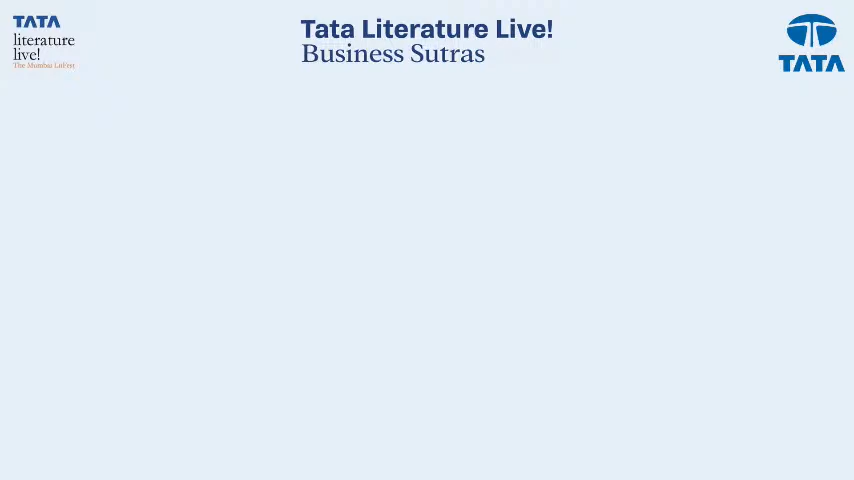 TATA
literature
live!
The Mumbai LitFest
Tata Literature Live!
Business Sutras
TATA